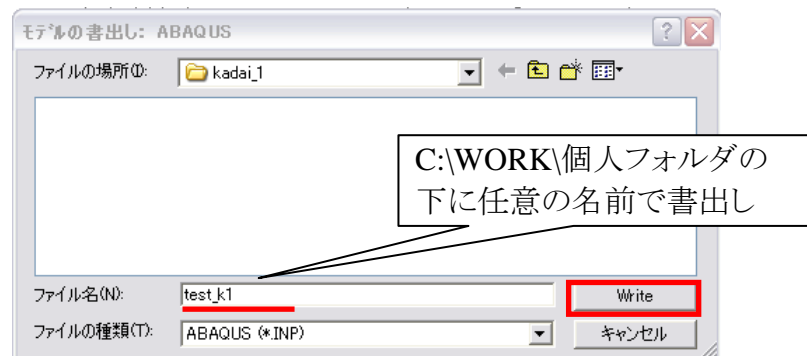 モデルの書出し: ABAQUS
ファイルの場所(I):
kadai_1
C:\WORK\個人フォルダの
下に任意の名前で書出し
ファイル名(N):
test_k1
Write
ファイルの種類(T):
ABAQUS (*.INP)
キャンセル